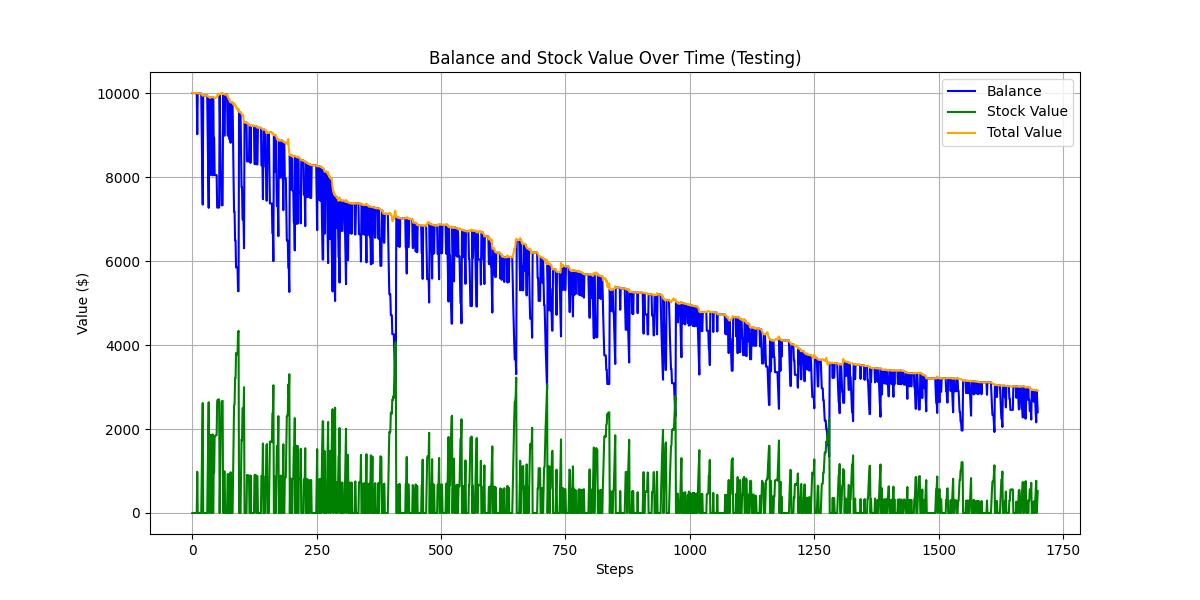 Balance and Stock Value Over Time (Testing)
Balance
Stock Value
Total Value
Value ($)
10000
8000
6000
4000
2000
0
0 250 500 750 1000 1250 1500 1750
Steps